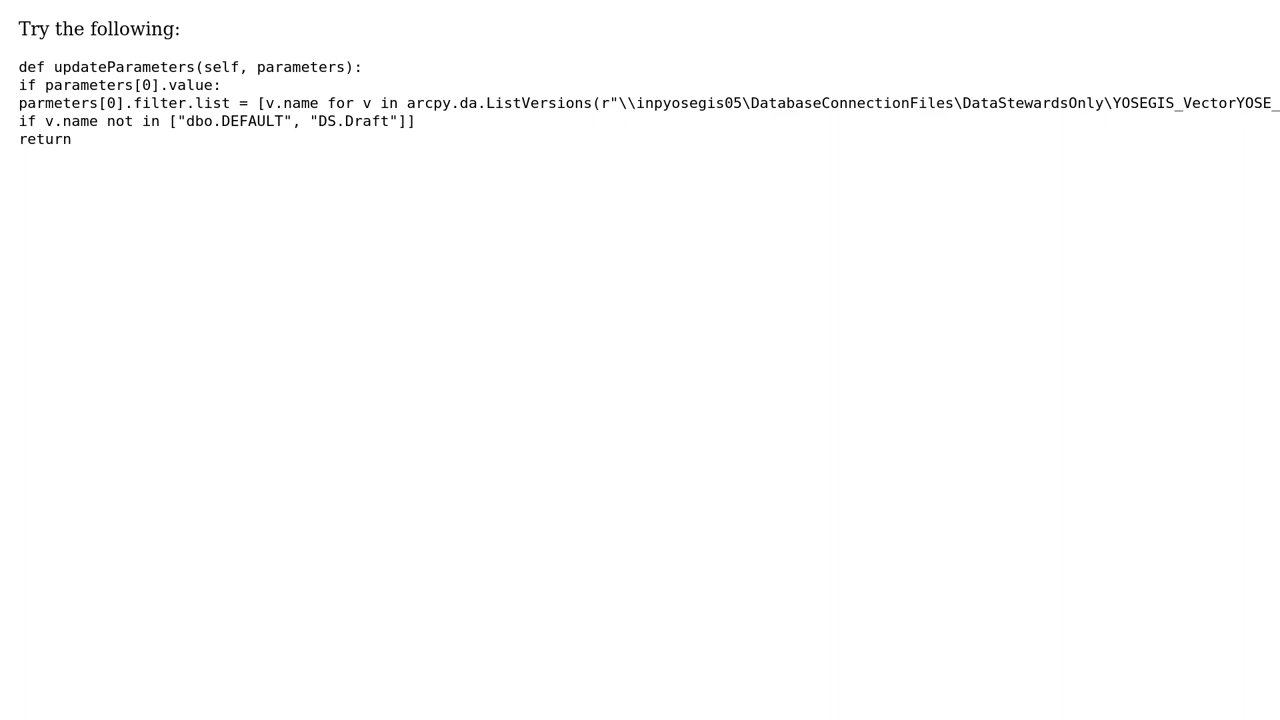 Try the following:
def updateParameters(self, parameters):
if parameters[0].value:
parmeters[0].filter.list = [v.name for v in arcpy.da.ListVersions(r"\\inpyosegis05\DatabaseConnectionFiles\DataStewardsOnly\YOSEGIS_VectorYOSE_
if v.name not in ["dbo.DEFAULT", "DS.Draft"]]
return